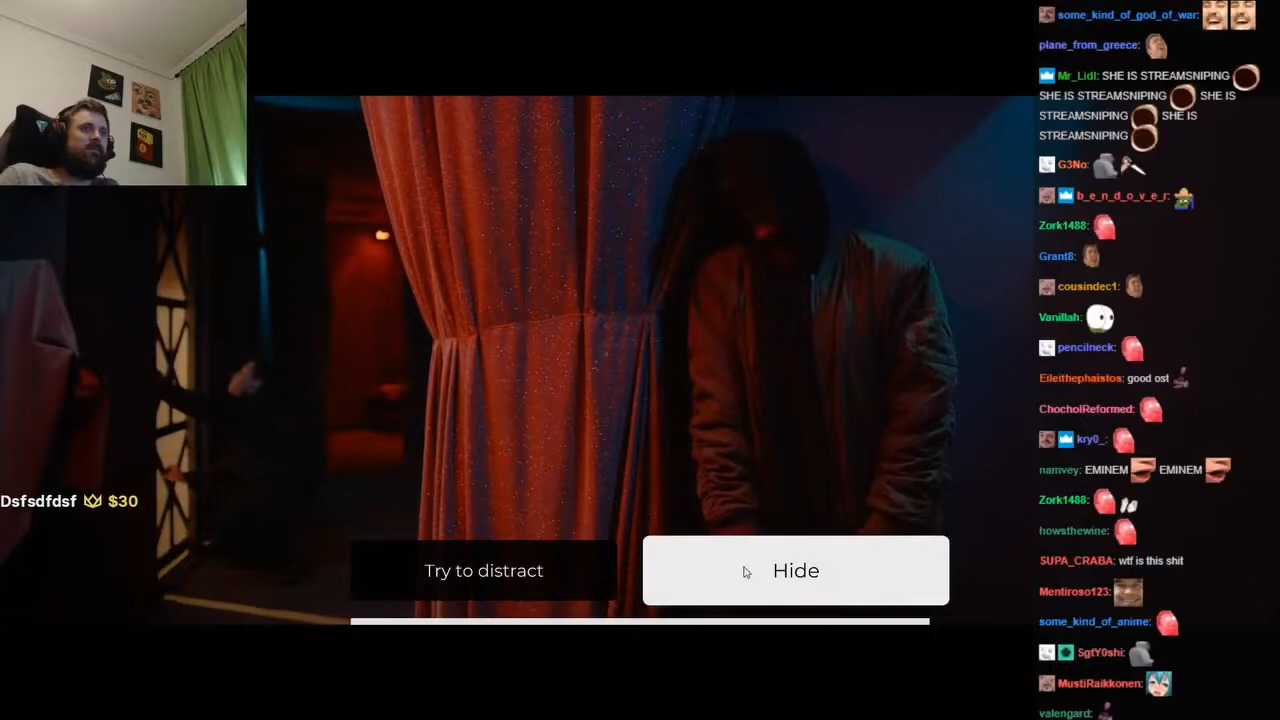 some_kind_of_god_of_war:
plane_from_greece:
Mr_Lidl: SHE IS STREAMSNIPING
SHE IS STREAMSNIPING SHE IS
STREAMSNIPING SHE IS
STREAMSNIPING
G3No:
b_e_n_d_o_v_e_r:
Zork1488:
Grant8:
cousindec1:
Vanillah:
pencilneck:
Eileithephaistos: good ost
ChocholReformed:
kry0_:
namvey: EMINEM EMINEM
Zork1488:
howsthewine:
SUPA_CRABA: wtf is this shit
Mentiroso123:
some_kind_of_anime:
SgtY0shi:
MustiRaikkonen:
valengard:
Dsfsdfdsf $30
Try to distract
Hide